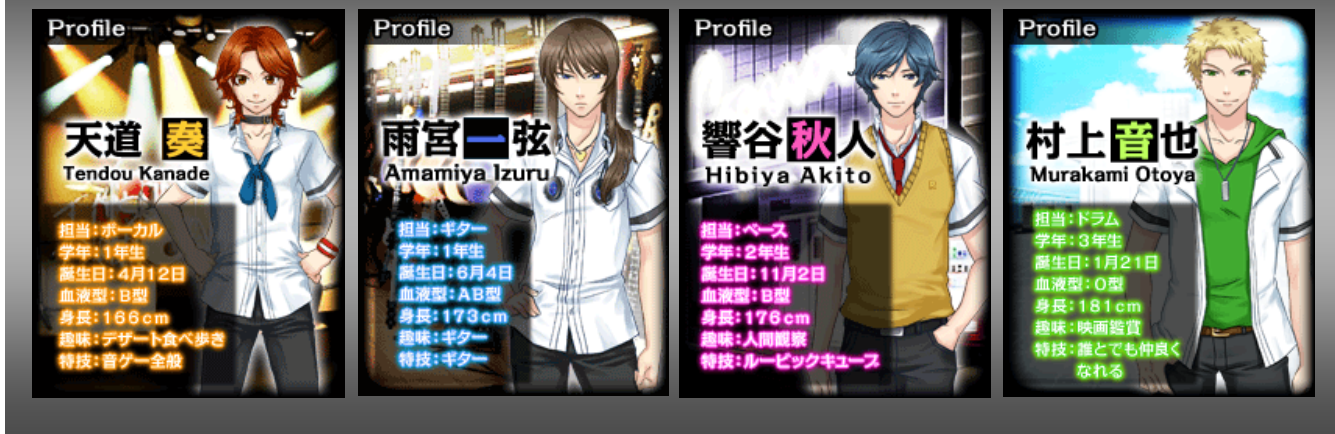 Profile
天道 奏
Tendou Kanade
担当:ボーカル
学年:1年生
誕生日:4月12日
血液型:B型
身長:166cm
趣味:デザート食べ歩き
特技:音ゲー全般
Profile
雨宮一弦
Amamiya Izuru
担当:ギター
学年:1年生
誕生日:6月4日
血液型:AB型
身長:173cm
趣味:ギター
特技:ギター
Profile
響谷秋人
Hibiya Akito
担当:ベース
学年:2年生
誕生日:11月2日
血液型:B型
身長:176cm
趣味:人間観察
特技:ルービックキューブ
Profile
村上音也
Murakami Otoya
担当:ドラム
学年:3年生
誕生日:1月21日
血液型:O型
身長:181cm
趣味:映画鑑賞
特技:誰とでも仲良く
なれる